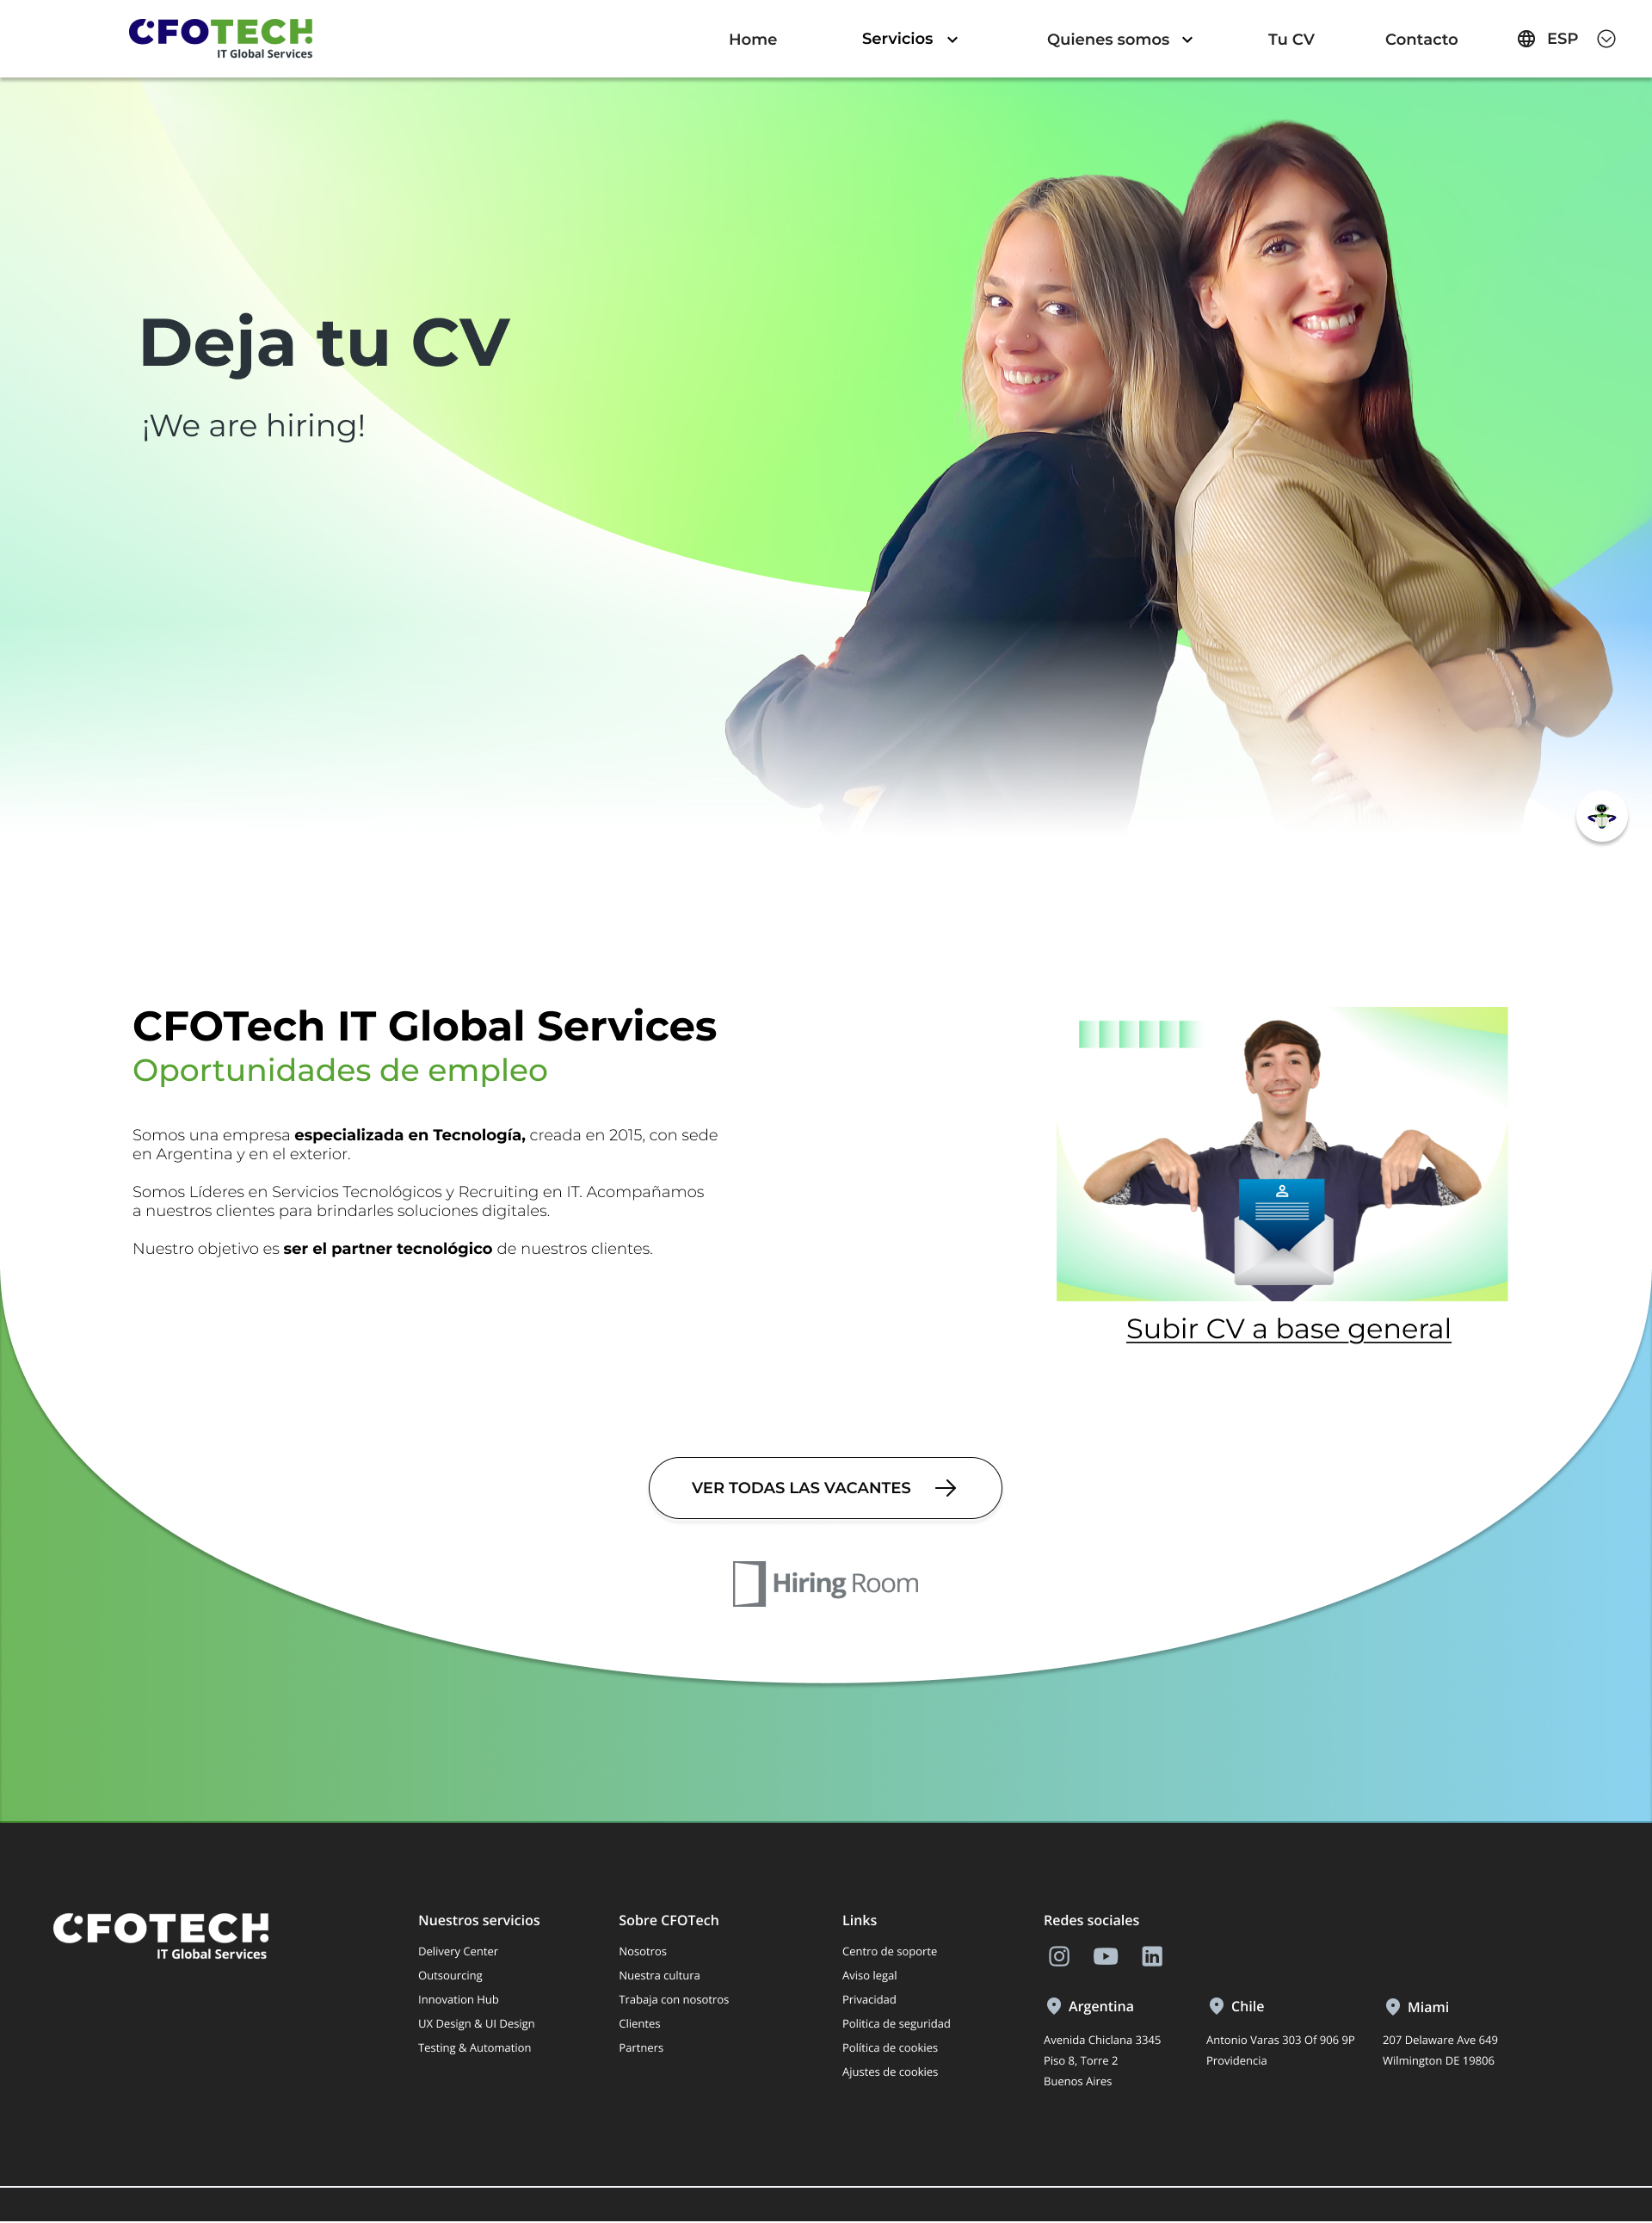 CFOTECH
IT Global Services
Home
Servicios
Quienes somos
Tu CV
Contacto
ESP
Deja tu CV
¡We are hiring!
CFOTech IT Global Services
Oportunidades de empleo
Somos una empresa especializada en Tecnología, creada en 2015, con sede
en Argentina y en el exterior.
Somos Líderes en Servicios Tecnológicos y Recruiting en IT. Acompañamos
a nuestros clientes para brindarles soluciones digitales.
Nuestro objetivo es ser el partner tecnológico de nuestros clientes.
Subir CV a base general
VER TODAS LAS VACANTES
Hiring Room
CFOTECH
IT Global Services
Nuestros servicios
Delivery Center
Outsourcing
Innovation Hub
UX Design & UI Design
Testing & Automation
Sobre CFOTech
Nosotros
Nuestra cultura
Trabaja con nosotros
Clientes
Partners
Links
Centro de soporte
Aviso legal
Privacidad
Politica de seguridad
Política de cookies
Ajustes de cookies
Redes sociales
Argentina
Avenida Chiclana 3345
Piso 8, Torre 2
Buenos Aires
Chile
Antonio Varas 303 Of 906 9P
Providencia
Miami
207 Delaware Ave 649
Wilmington DE 19806